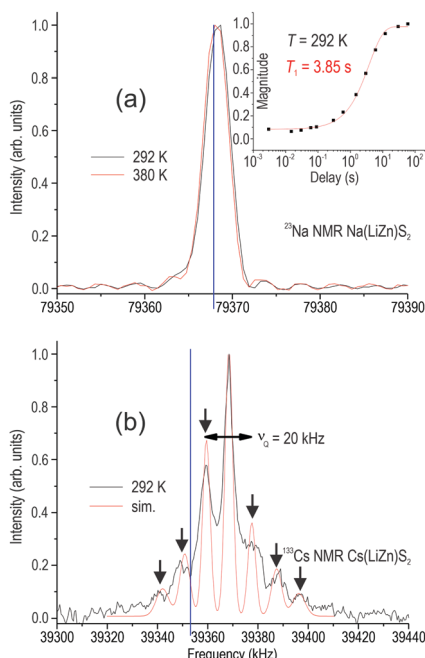 1.0
0.8
0.6
0.4
0.2
0.0
Intensity (arb. units)
(a)
292 K
380 K
1.0
0.8
0.6
0.4
0.2
0.0
Magnitude
T = 292 K
T₁ = 3.85 s
10⁻³ 10⁻² 10⁻¹ 10⁰ 10¹ 10²
Delay (s)
²³Na NMR Na(LiZn)S₂
79350 79360 79370 79380 79390
1.0
0.8
0.6
0.4
0.2
0.0
Intensity (arb. units)
(b)
292 K
sim.
ν_Q = 20 kHz
¹³³Cs NMR Cs(LiZn)S₂
39300 39320 39340 39360 39380 39400 39420 39440
Frequency (kHz)